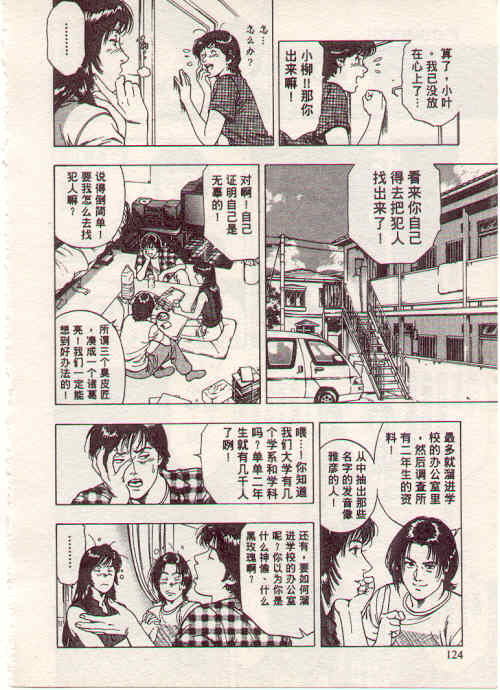 算了，小叶
。我已没放
在心上了…
怎…
怎么办？
小柳!!那你
出来嘛！
………
看来你自己
得去把犯人
找出来了！
对啊！自己
证明自己是
无辜的！
说得倒简单！
要我怎么去找
犯人嘛？
所谓三个臭皮匠
，凑成一个诸葛
亮！我们一定能
想到好办法的！
最多就溜进学
校的办公室里
，然后调查所
有二年生的资
料！
从中抽出那些
名字的发音像
雅彦的人！
喂…！你知道
我们大学有几
个学系和学科
吗？单单二年
生就有几千人
了咧！
还有，要如何溜
进学校的办公室
呢？你以为你是
什么神偷、什么
黑玫瑰啊？
………
124